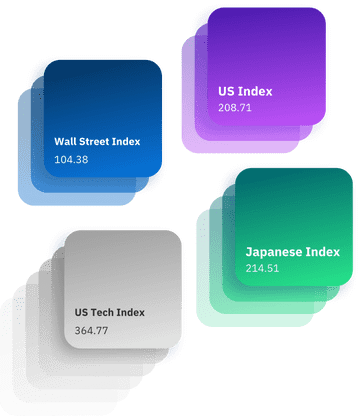 US Index
208.71
Wall Street Index
104.38
Japanese Index
214.51
US Tech Index
364.77